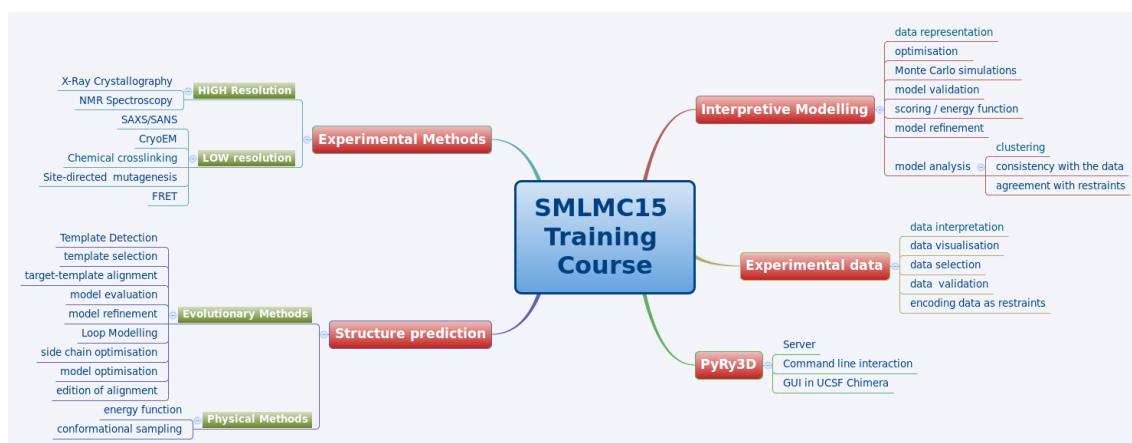 SMLMC15
Training
Course
Experimental Methods
HIGH Resolution
X-Ray Crystallography
NMR Spectroscopy
LOW resolution
SAXS/SANS
CryoEM
Chemical crosslinking
Site-directed mutagenesis
FRET
Structure prediction
Evolutionary Methods
Template Detection
template selection
target-template alignment
model evaluation
model refinement
Loop Modelling
side chain optimisation
model optimisation
edition of alignment
Physical Methods
energy function
conformational sampling
Interpretive Modelling
data representation
optimisation
Monte Carlo simulations
model validation
scoring / energy function
model refinement
model analysis
clustering
consistency with the data
agreement with restraints
Experimental data
data interpretation
data visualisation
data selection
data validation
encoding data as restraints
PyRy3D
Server
Command line interaction
GUI in UCSF Chimera